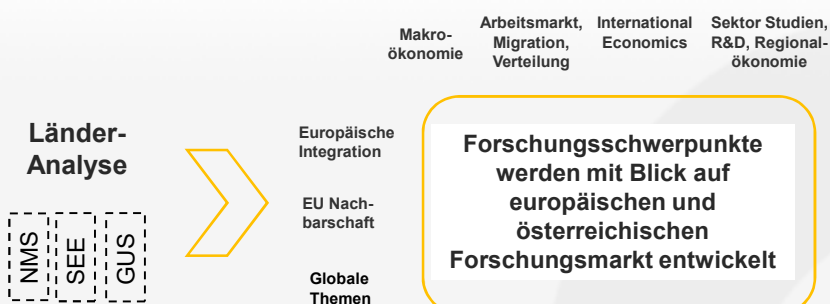 Makro-
ökonomie
Arbeitsmarkt,
Migration,
Verteilung
International
Economics
Sektor Studien,
R&D, Regional-
ökonomie
Länder-
Analyse
NMS
SEE
GUS
Europäische
Integration
EU Nach-
barschaft
Globale
Themen
Forschungsschwerpunkte
werden mit Blick auf
europäischen und
österreichischen
Forschungsmarkt entwickelt